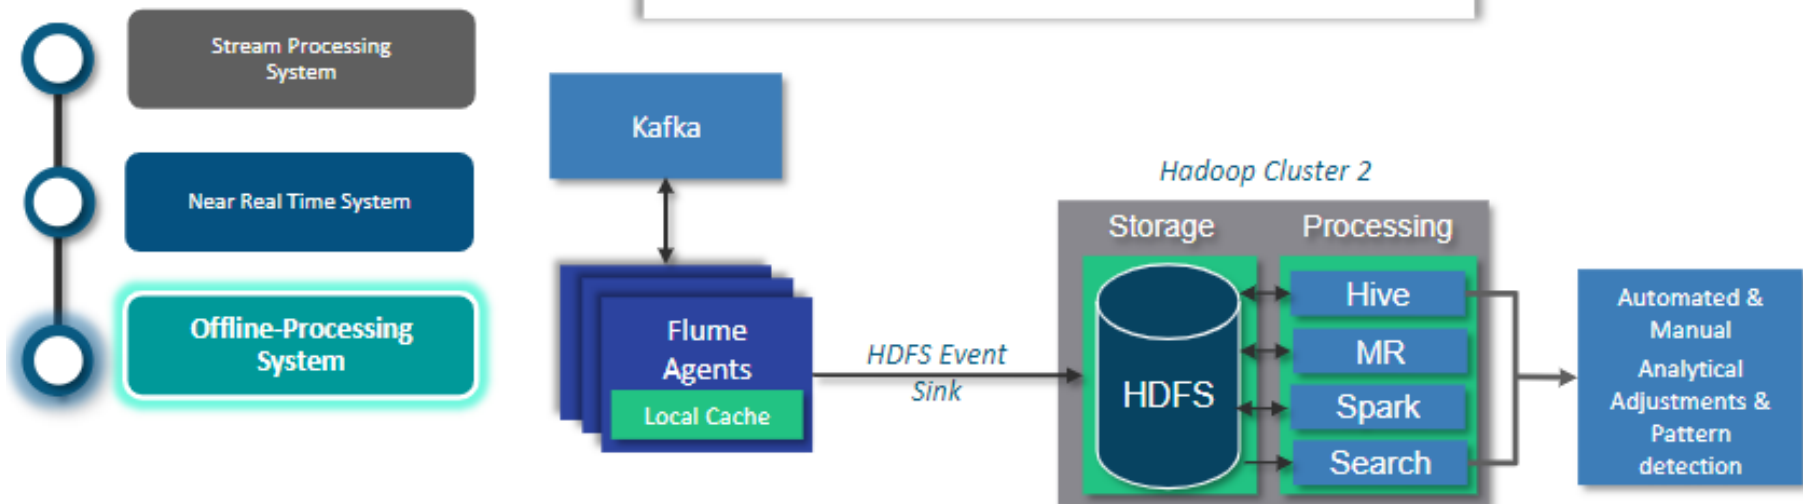 Stream Processing
System
Near Real Time System
Offline-Processing
System
Kafka
Flume
Agents
Local Cache
HDFS Event
Sink
Hadoop Cluster 2
Storage
Processing
HDFS
Hive
MR
Spark
Search
Automated &
Manual
Analytical
Adjustments &
Pattern
detection